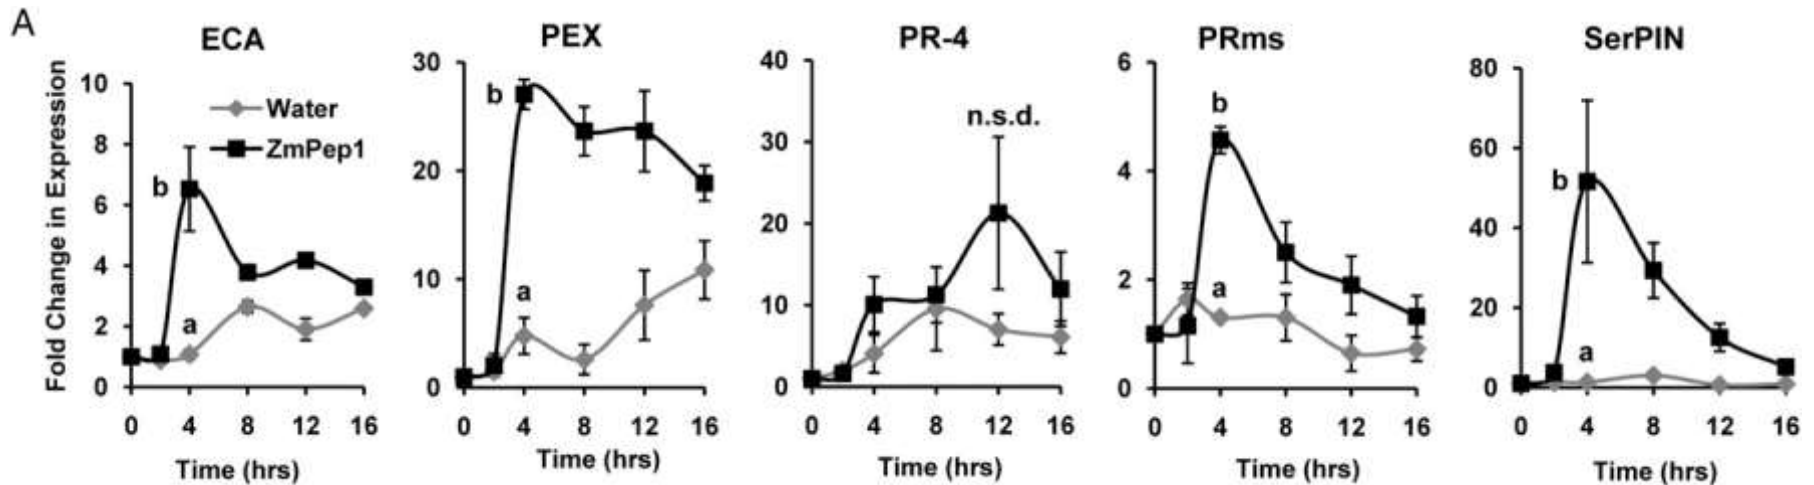 A
ECA
PEX
PR-4
PRms
SerPIN
Fold Change in Expression
10
8
6
4
2
0
Water
ZmPep1
b
a
0 4 8 12 16
Time (hrs)
30
20
10
0
b
a
0 4 8 12 16
Time (hrs)
40
30
20
10
0
n.s.d.
0 4 8 12 16
Time (hrs)
6
4
2
0
b
a
0 4 8 12 16
Time (hrs)
80
60
40
20
0
b
a
0 4 8 12 16
Time (hrs)